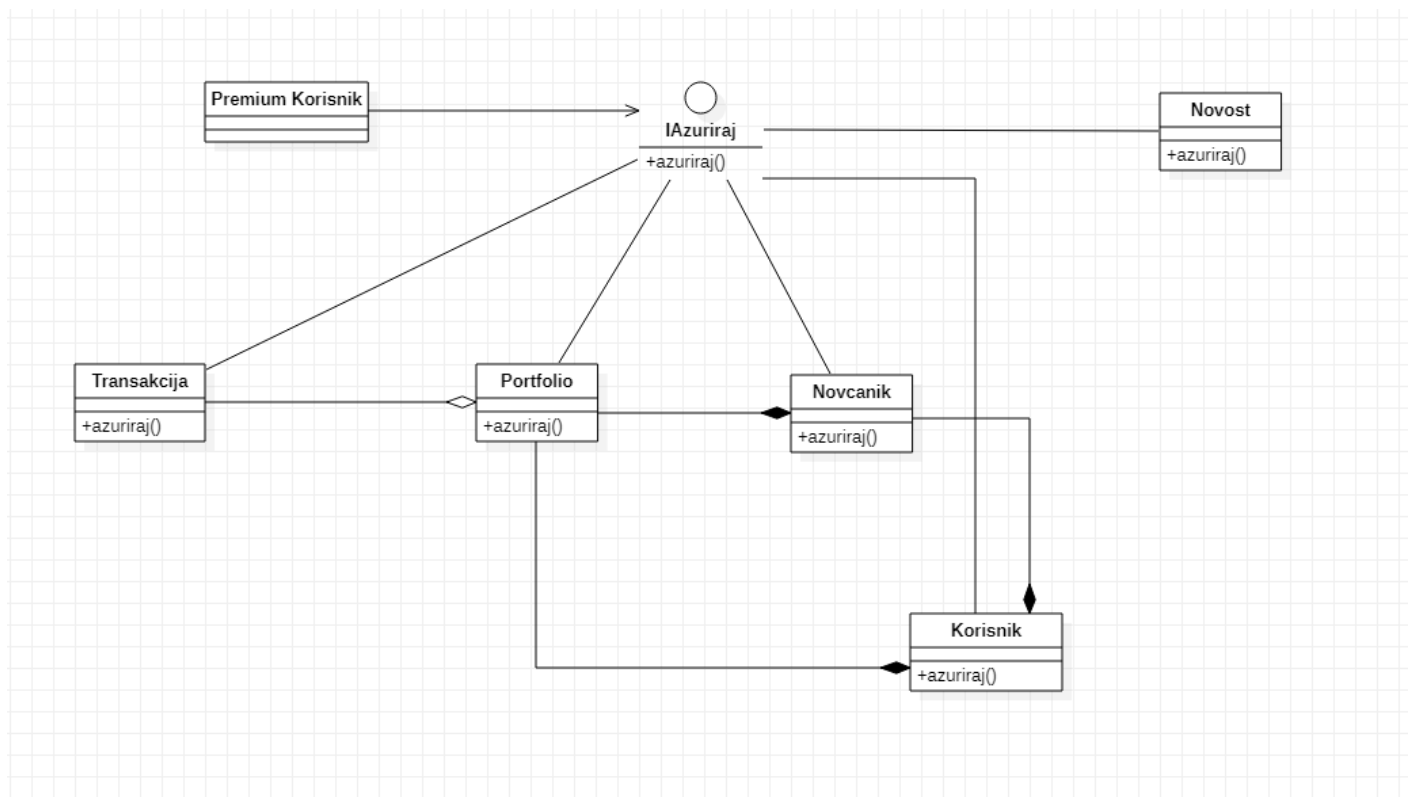 Premium Korisnik
IAzuriraj
+azuriraj()
Novost
+azuriraj()
Transakcija
+azuriraj()
Portfolio
+azuriraj()
Novcanik
+azuriraj()
Korisnik
+azuriraj()